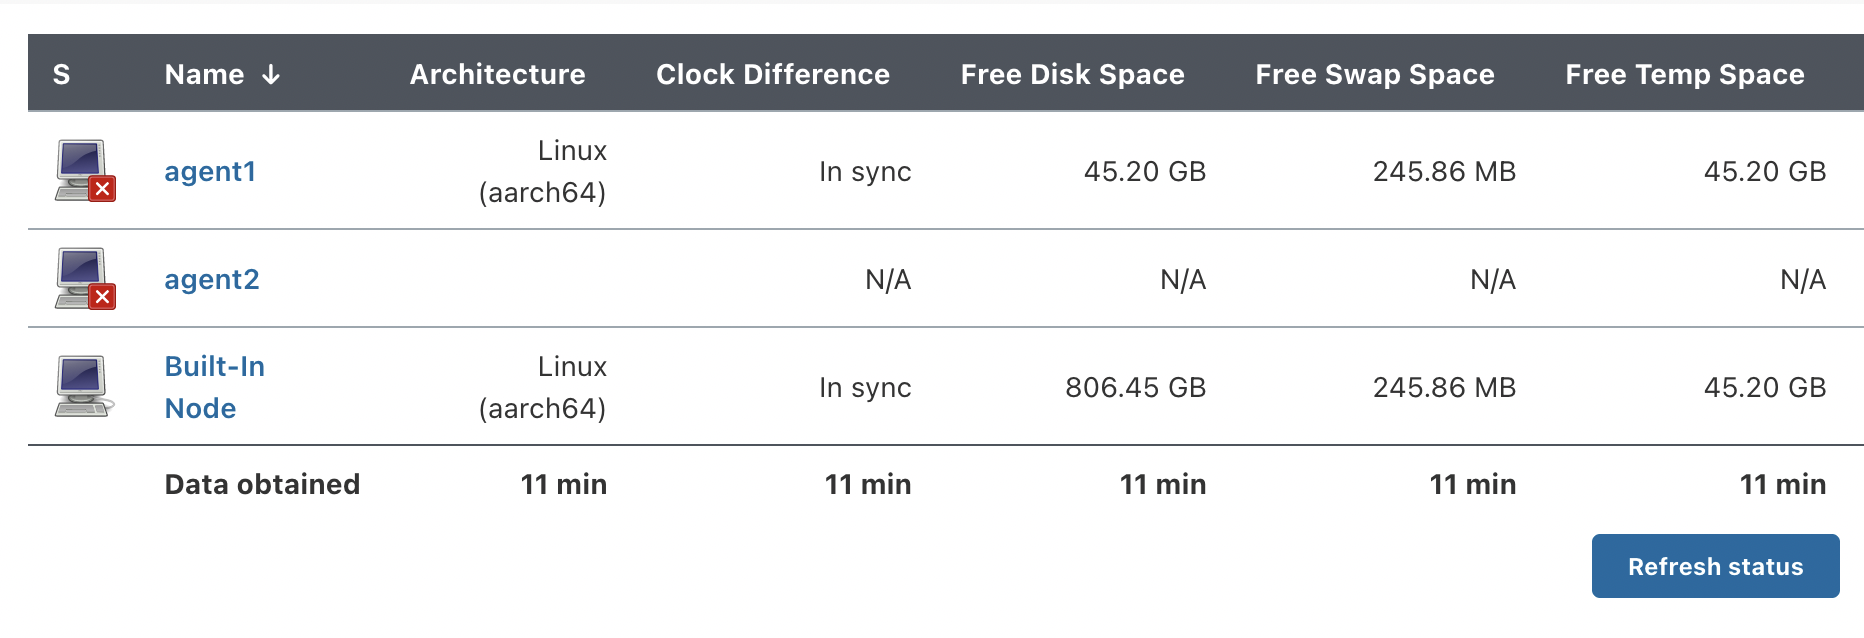 S Name ↓ Architecture Clock Difference Free Disk Space Free Swap Space Free Temp Space
agent1 Linux (aarch64) In sync 45.20 GB 245.86 MB 45.20 GB
agent2 N/A N/A N/A N/A
Built-In Node Linux (aarch64) In sync 806.45 GB 245.86 MB 45.20 GB
Data obtained 11 min 11 min 11 min 11 min 11 min
Refresh status